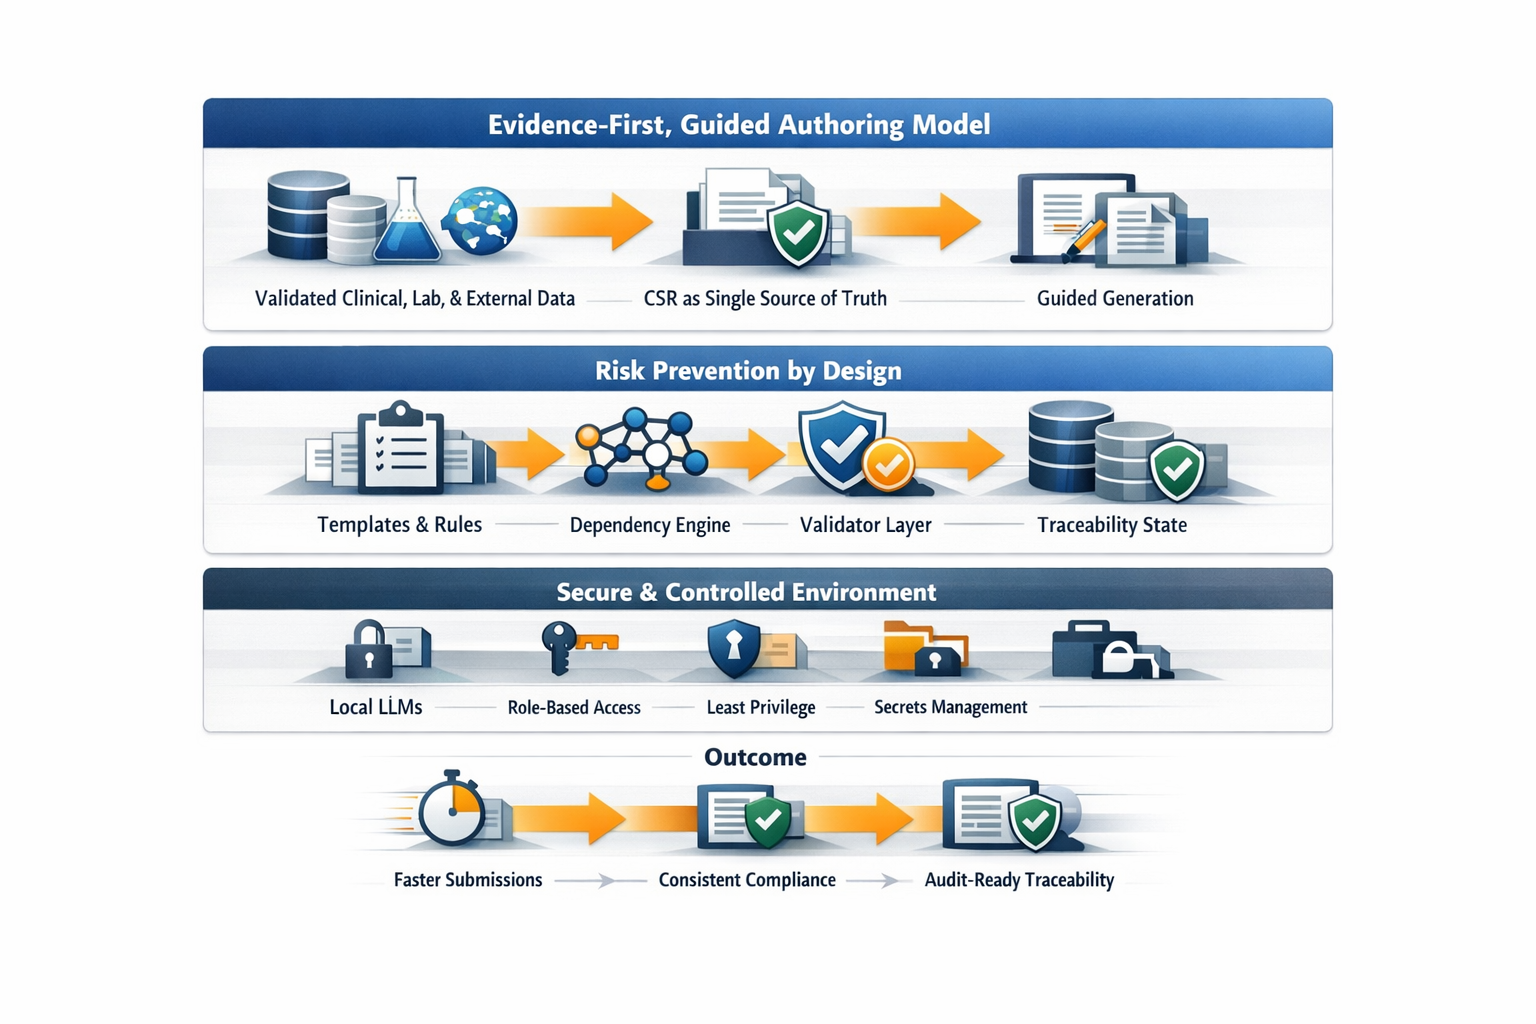 Evidence-First, Guided Authoring Model
Validated Clinical, Lab, & External Data
CSR as Single Source of Truth
Guided Generation
Risk Prevention by Design
Templates & Rules
Dependency Engine
Validator Layer
Traceability State
Secure & Controlled Environment
Local LLMs
Role-Based Access
Least Privilege
Secrets Management
Outcome
Faster Submissions
Consistent Compliance
Audit-Ready Traceability